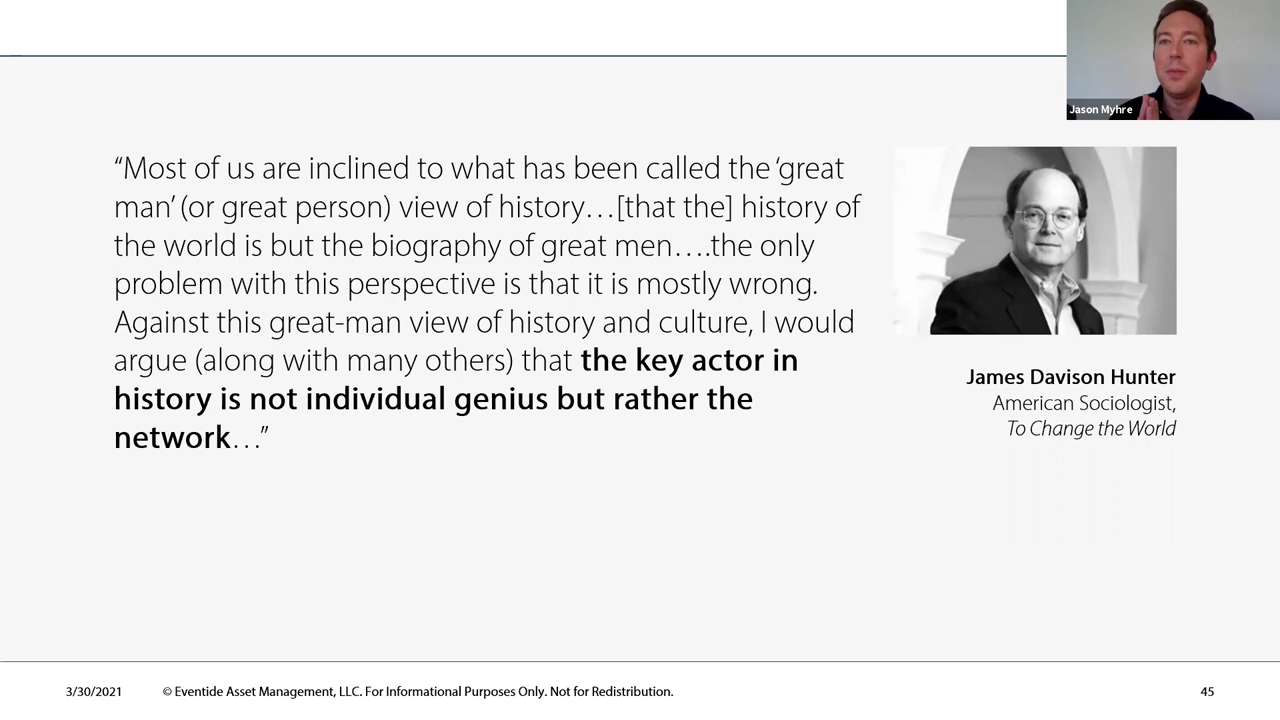 Jason Myhre
“Most of us are inclined to what has been called the ‘great
man’ (or great person) view of history…[that the] history of
the world is but the biography of great men….the only
problem with this perspective is that it is mostly wrong.
Against this great-man view of history and culture, I would
argue (along with many others) that the key actor in
history is not individual genius but rather the
network…”
James Davison Hunter
American Sociologist,
To Change the World
3/30/2021 © Eventide Asset Management, LLC. For Informational Purposes Only. Not for Redistribution. 45